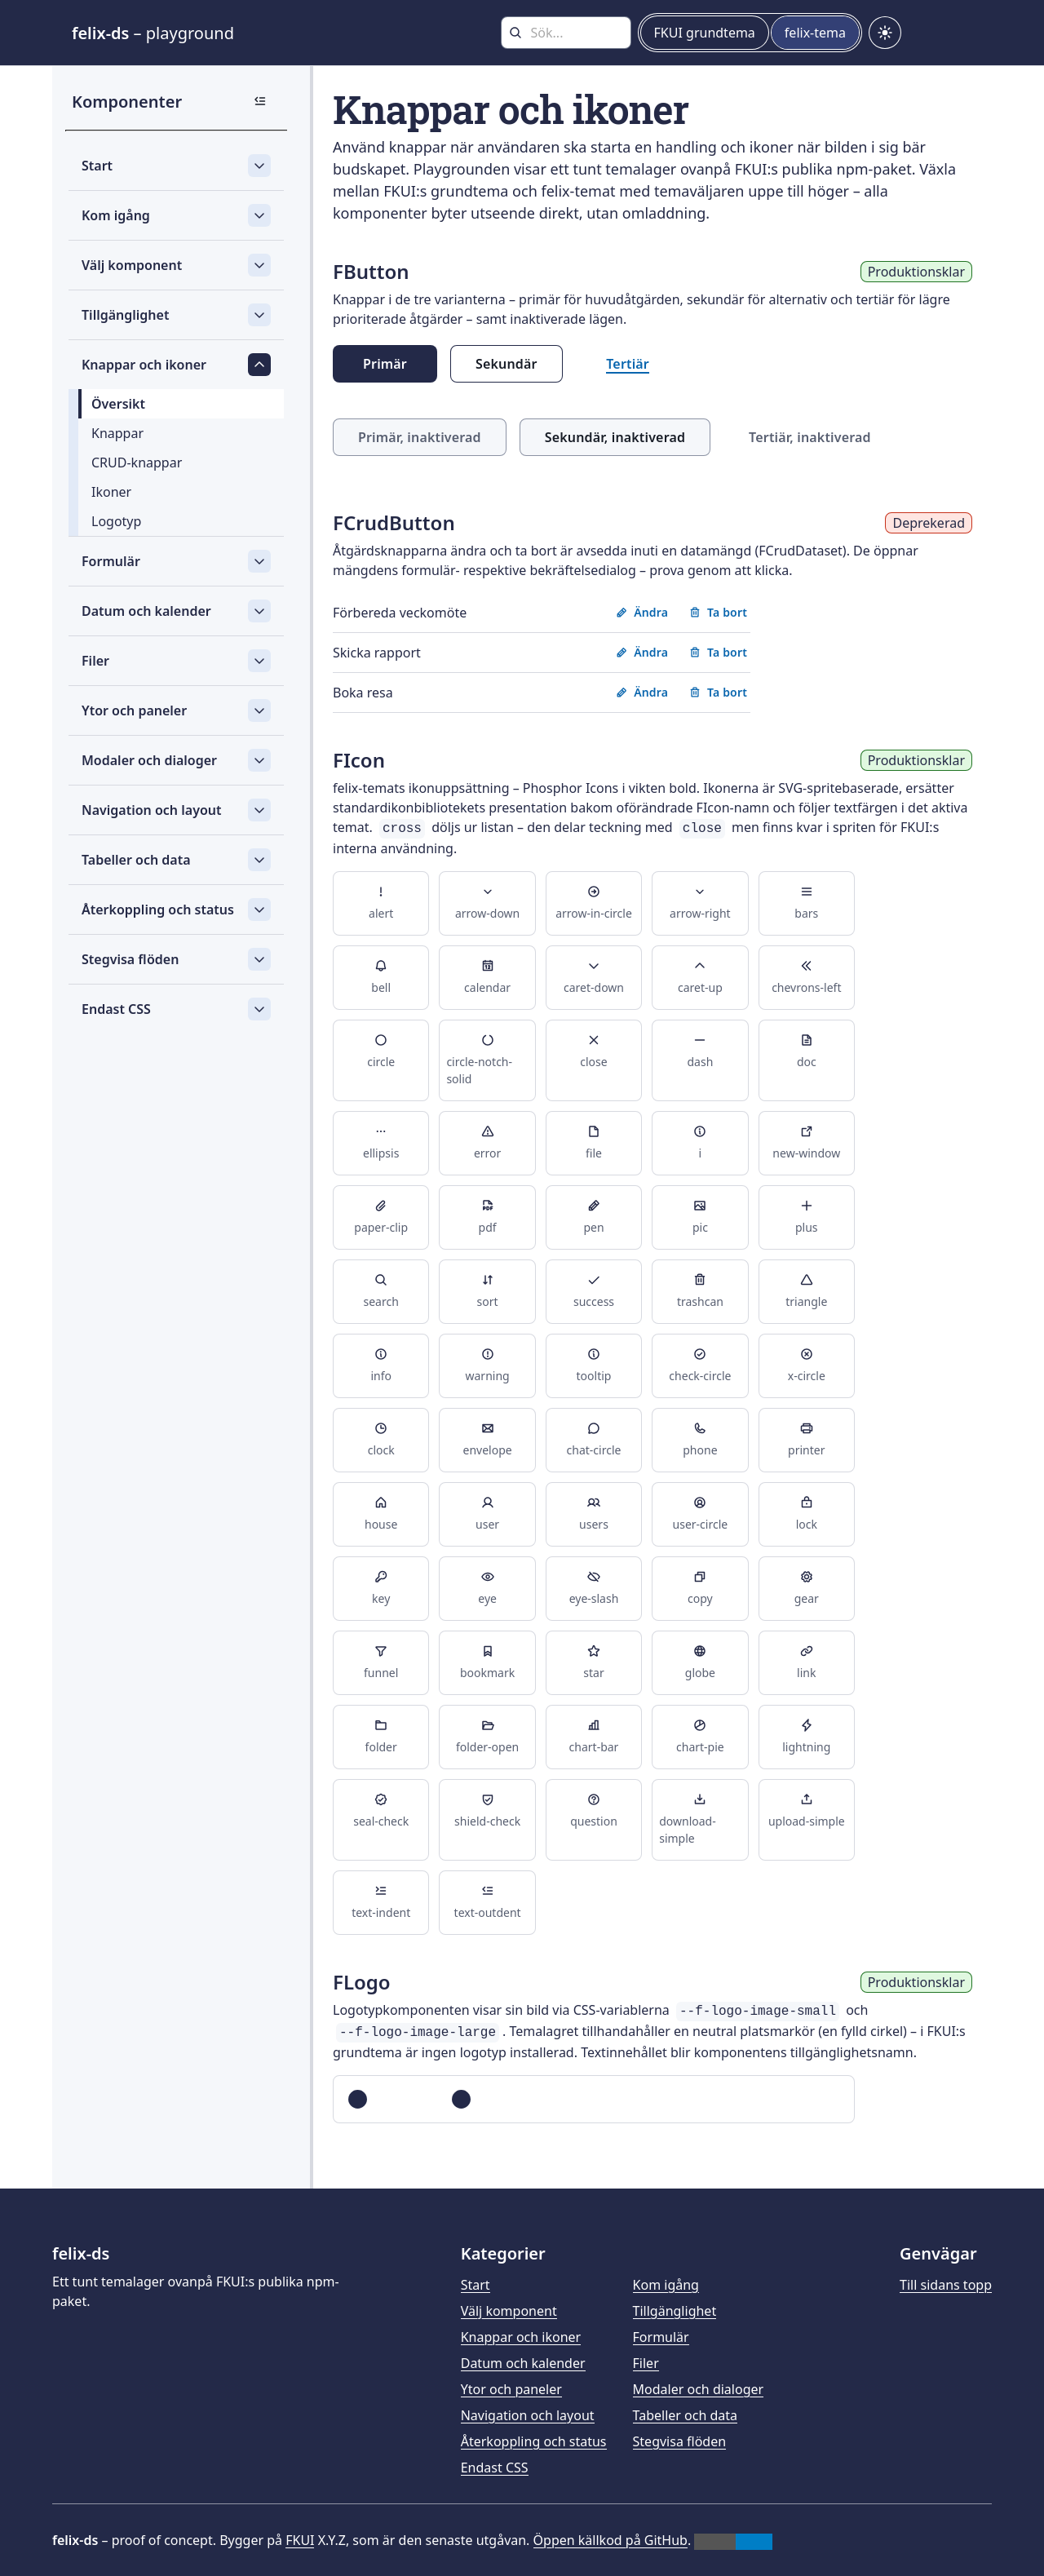 felix-ds – playground
Sök...
FKUI grundtema
felix-tema
Komponenter
Start
Kom igång
Välj komponent
Tillgänglighet
Knappar och ikoner
Översikt
Knappar
CRUD-knappar
Ikoner
Logotyp
Formulär
Datum och kalender
Filer
Ytor och paneler
Modaler och dialoger
Navigation och layout
Tabeller och data
Återkoppling och status
Stegvisa flöden
Endast CSS
Knappar och ikoner
Använd knappar när användaren ska starta en handling och ikoner när bilden i sig bär
budskapet. Playgrounden visar ett tunt temalager ovanpå FKUI:s publika npm-paket. Växla
mellan FKUI:s grundtema och felix-temat med temaväljaren uppe till höger – alla
komponenter byter utseende direkt, utan omladdning.
FButton
Produktionsklar
Knappar i de tre varianterna – primär för huvudåtgärden, sekundär för alternativ och tertiär för lägre
prioriterade åtgärder – samt inaktiverade lägen.
Primär
Sekundär
Tertiär
Primär, inaktiverad
Sekundär, inaktiverad
Tertiär, inaktiverad
FCrudButton
Deprekerad
Åtgärdsknapparna ändra och ta bort är avsedda inuti en datamängd (FCrudDataset). De öppnar
mängdens formulär- respektive bekräftelsedialog – prova genom att klicka.
Förbereda veckomöte
Ändra
Ta bort
Skicka rapport
Ändra
Ta bort
Boka resa
Ändra
Ta bort
FIcon
Produktionsklar
felix-temats ikonuppsättning – Phosphor Icons i vikten bold. Ikonerna är SVG-spritebaserade, ersätter
standardikonbibliotekets presentation bakom oförändrade FIcon-namn och följer textfärgen i det aktiva
temat. cross döljs ur listan – den delar teckning med close men finns kvar i spriten för FKUI:s
interna användning.
alert
arrow-down
arrow-in-circle
arrow-right
bars
bell
calendar
caret-down
caret-up
chevrons-left
circle
circle-notch-
solid
close
dash
doc
ellipsis
error
file
i
new-window
paper-clip
pdf
pen
pic
plus
search
sort
success
trashcan
triangle
info
warning
tooltip
check-circle
x-circle
clock
envelope
chat-circle
phone
printer
house
user
users
user-circle
lock
key
eye
eye-slash
copy
gear
funnel
bookmark
star
globe
link
folder
folder-open
chart-bar
chart-pie
lightning
seal-check
shield-check
question
download-
simple
upload-simple
text-indent
text-outdent
FLogo
Produktionsklar
Logotypkomponenten visar sin bild via CSS-variablerna --f-logo-image-small och
--f-logo-image-large . Temalagret tillhandahåller en neutral platsmarkör (en fylld cirkel) – i FKUI:s
grundtema är ingen logotyp installerad. Textinnehållet blir komponentens tillgänglighetsnamn.
felix-ds
Ett tunt temalager ovanpå FKUI:s publika npm-
paket.
Kategorier
Start
Kom igång
Välj komponent
Tillgänglighet
Knappar och ikoner
Formulär
Datum och kalender
Filer
Ytor och paneler
Modaler och dialoger
Navigation och layout
Tabeller och data
Återkoppling och status
Stegvisa flöden
Endast CSS
Genvägar
Till sidans topp
felix-ds – proof of concept. Bygger på FKUI X.Y.Z, som är den senaste utgåvan. Öppen källkod på GitHub.